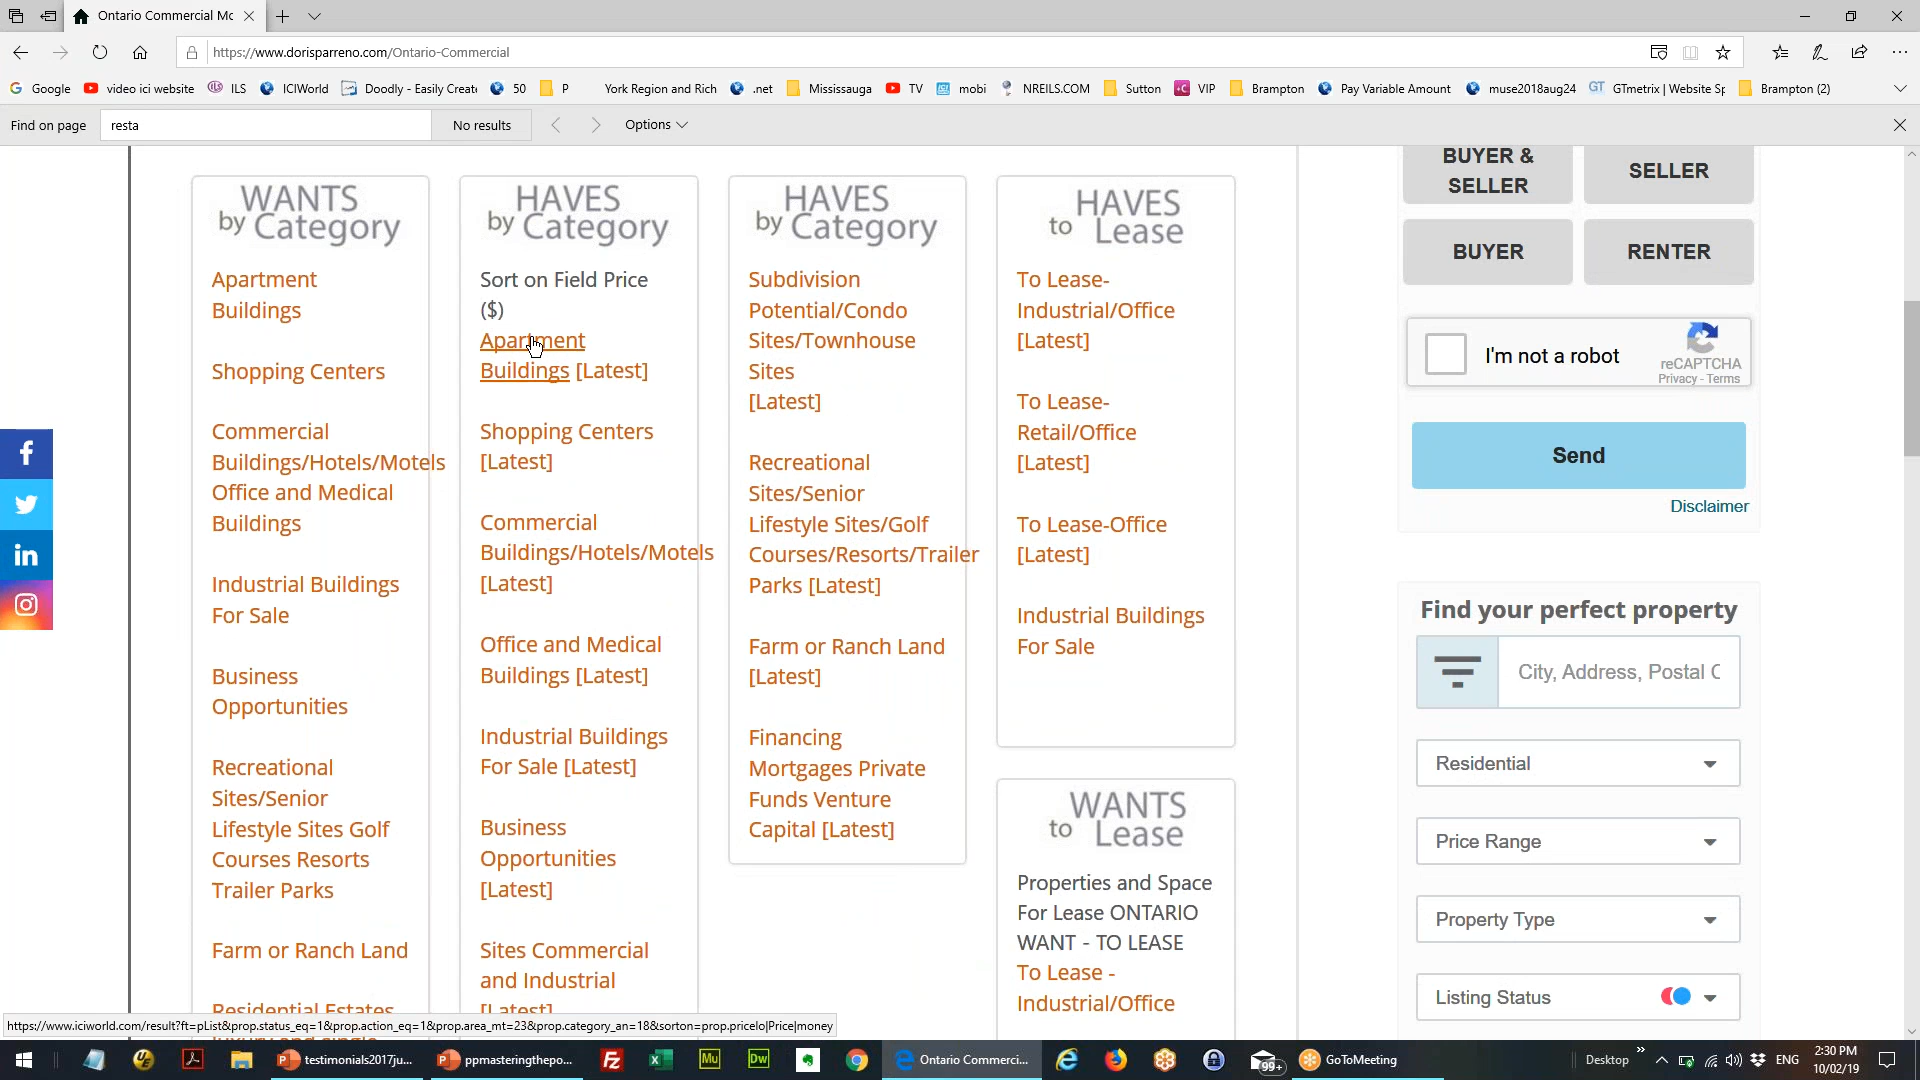 Ontario Commercial Mc
https://www.dorisparreno.com/Ontario-Commercial
Google
video ici website
ILS
ICIWorld
Doodly - Easily Create
50
P
York Region and Rich
.net
Mississauga
TV
mobi
NREILS.COM
Sutton
+C
VIP
Brampton
Pay Variable Amount
muse2018aug24
GT
GTmetrix | Website Sp
Brampton (2)
Find on page
resta
No results
Options
WANTS
by Category
Apartment
Buildings
Shopping Centers
Commercial
Buildings/Hotels/Motels
Office and Medical
Buildings
Industrial Buildings
For Sale
Business
Opportunities
Recreational
Sites/Senior
Lifestyle Sites Golf
Courses Resorts
Trailer Parks
Farm or Ranch Land
Residential Estates
HAVES
by Category
Sort on Field Price
($)
Apartment
Buildings [Latest]
Shopping Centers
[Latest]
Commercial
Buildings/Hotels/Motels
[Latest]
Office and Medical
Buildings [Latest]
Industrial Buildings
For Sale [Latest]
Business
Opportunities
[Latest]
Sites Commercial
and Industrial
[Latest]
HAVES
by Category
Subdivision
Potential/Condo
Sites/Townhouse
Sites
[Latest]
Recreational
Sites/Senior
Lifestyle Sites/Golf
Courses/Resorts/Trailer
Parks [Latest]
Farm or Ranch Land
[Latest]
Financing
Mortgages Private
Funds Venture
Capital [Latest]
HAVES
to Lease
To Lease-
Industrial/Office
[Latest]
To Lease-
Retail/Office
[Latest]
To Lease-Office
[Latest]
Industrial Buildings
For Sale
WANTS
to Lease
Properties and Space
For Lease ONTARIO
WANT - TO LEASE
To Lease -
Industrial/Office
BUYER &
SELLER
SELLER
BUYER
RENTER
I'm not a robot
reCAPTCHA
Privacy - Terms
Send
Disclaimer
Find your perfect property
City, Address, Postal C
Residential
Price Range
Property Type
Listing Status
https://www.iciworld.com/result?ft=pList&prop.status_eq=1&prop.action_eq=1&prop.area_mt=23&prop.category_an=18&sorton=prop.pricelo|Price|money
testimonials2017ju...
ppmasteringthepo...
Mu
Dw
Ontario Commerci...
99+
GoToMeeting
Desktop
ENG
2:30 PM
10/02/19